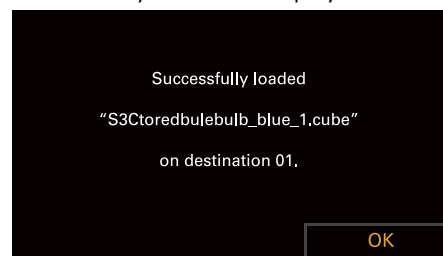 Successfully loaded
“S3Ctoredbulebulb_blue_1.cube”
on destination 01.
OK